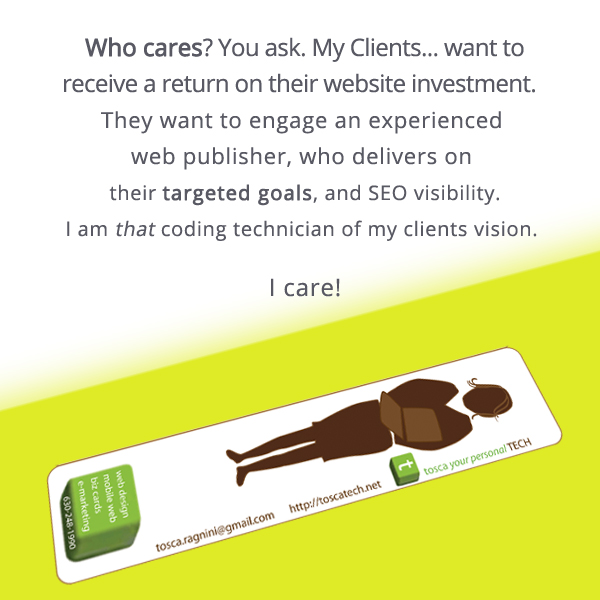 Who cares? You ask. My Clients... want to
receive a return on their website investment.
They want to engage an experienced
web publisher, who delivers on
their targeted goals, and SEO visibility.
I am that coding technician of my clients vision.
I care!
web design
mobile web
biz cards
e-marketing
630-248-1990
tosca.ragnini@gmail.com
http://toscatech.net
t
tosca your personal TECH